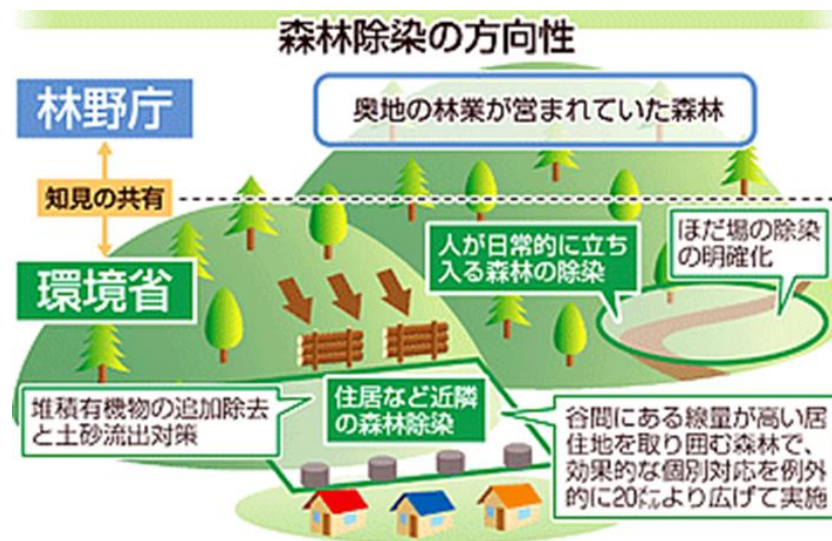 森林除染の方向性
林野庁
奥地の林業が営まれていた森林
知見の共有
環境省
人が日常的に立ち
入る森林の除染
ほだ場の除染
の明確化
堆積有機物の追加除去
と土砂流出対策
住居など近隣
の森林除染
谷間にある線量が高い居
住地を取り囲む森林で、
効果的な個別対応を例外
的に20㍍より広げて実施